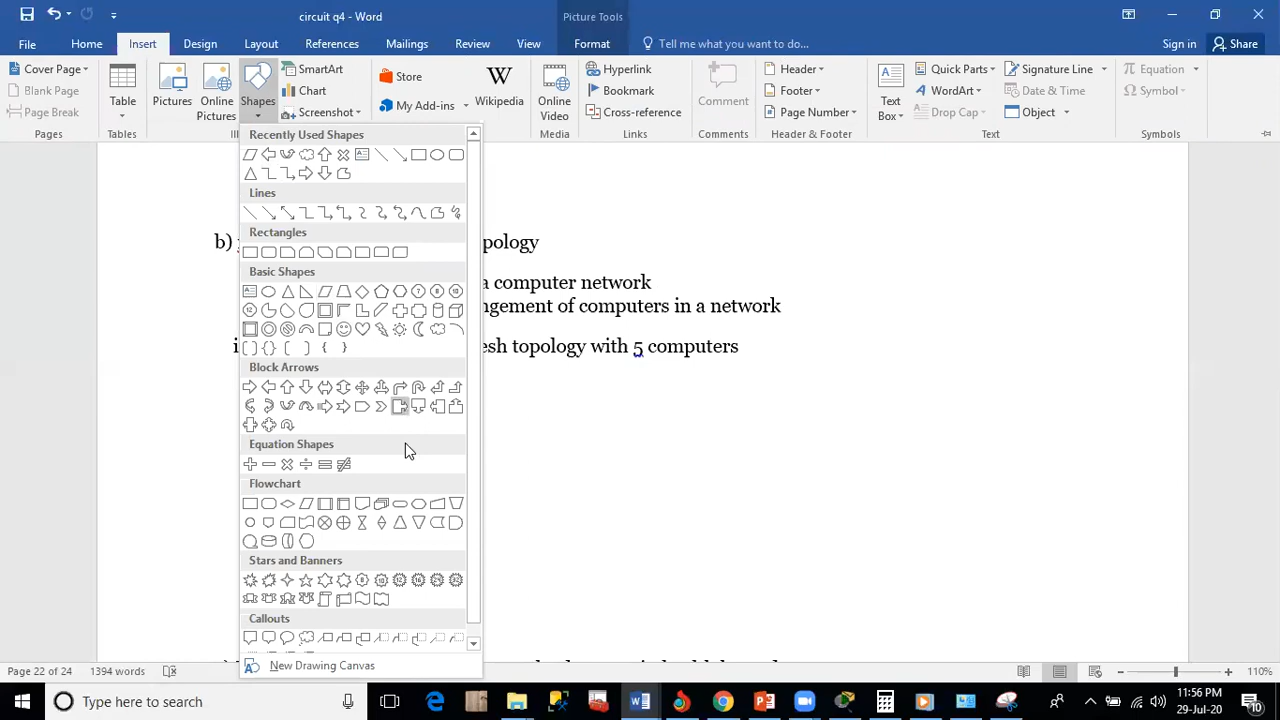 circuit q4 - Word
Picture Tools
File
Home
Insert
Design
Layout
References
Mailings
Review
View
Format
Tell me what you want to do...
Sign in
Share
Cover Page
Blank Page
Page Break
Pages
Table
Tables
Pictures
Online Pictures
Shapes
SmartArt
Chart
Screenshot
Store
My Add-ins
Wikipedia
Online Video
Media
Hyperlink
Bookmark
Cross-reference
Links
Comment
Comments
Header
Footer
Page Number
Header & Footer
Text Box
Quick Parts
WordArt
Drop Cap
Signature Line
Date & Time
Object
Text
Equation
Symbol
Symbols
Recently Used Shapes
Lines
Rectangles
Basic Shapes
Block Arrows
Equation Shapes
Flowchart
Stars and Banners
Callouts
New Drawing Canvas
b)
pology
a computer network
ngement of computers in a network
esh topology with 5 computers
Page 22 of 24
1394 words
110%
Type here to search
11:56 PM
29-Jul-20
10